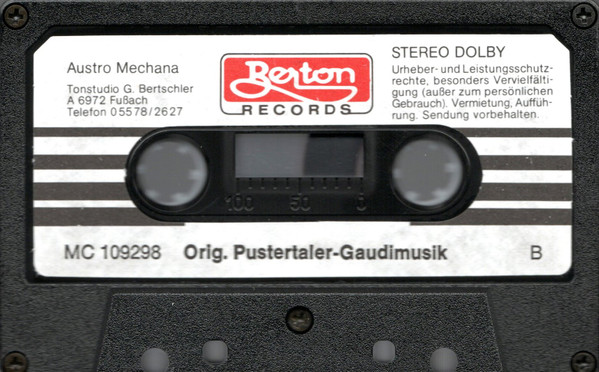 Austro Mechana
Tonstudio G. Bertschler
A 6972 Fußach
Telefon 05578/2627
Berton
RECORDS
STEREO DOLBY
Urheber- und Leistungsschutz-
rechte, besonders Vervielfälti-
gung (außer zum persönlichen
Gebrauch). Vermietung, Auffüh-
rung. Sendung vorbehalten.
100 50 0
MC 109298 Orig. Pustertaler-Gaudimusik B